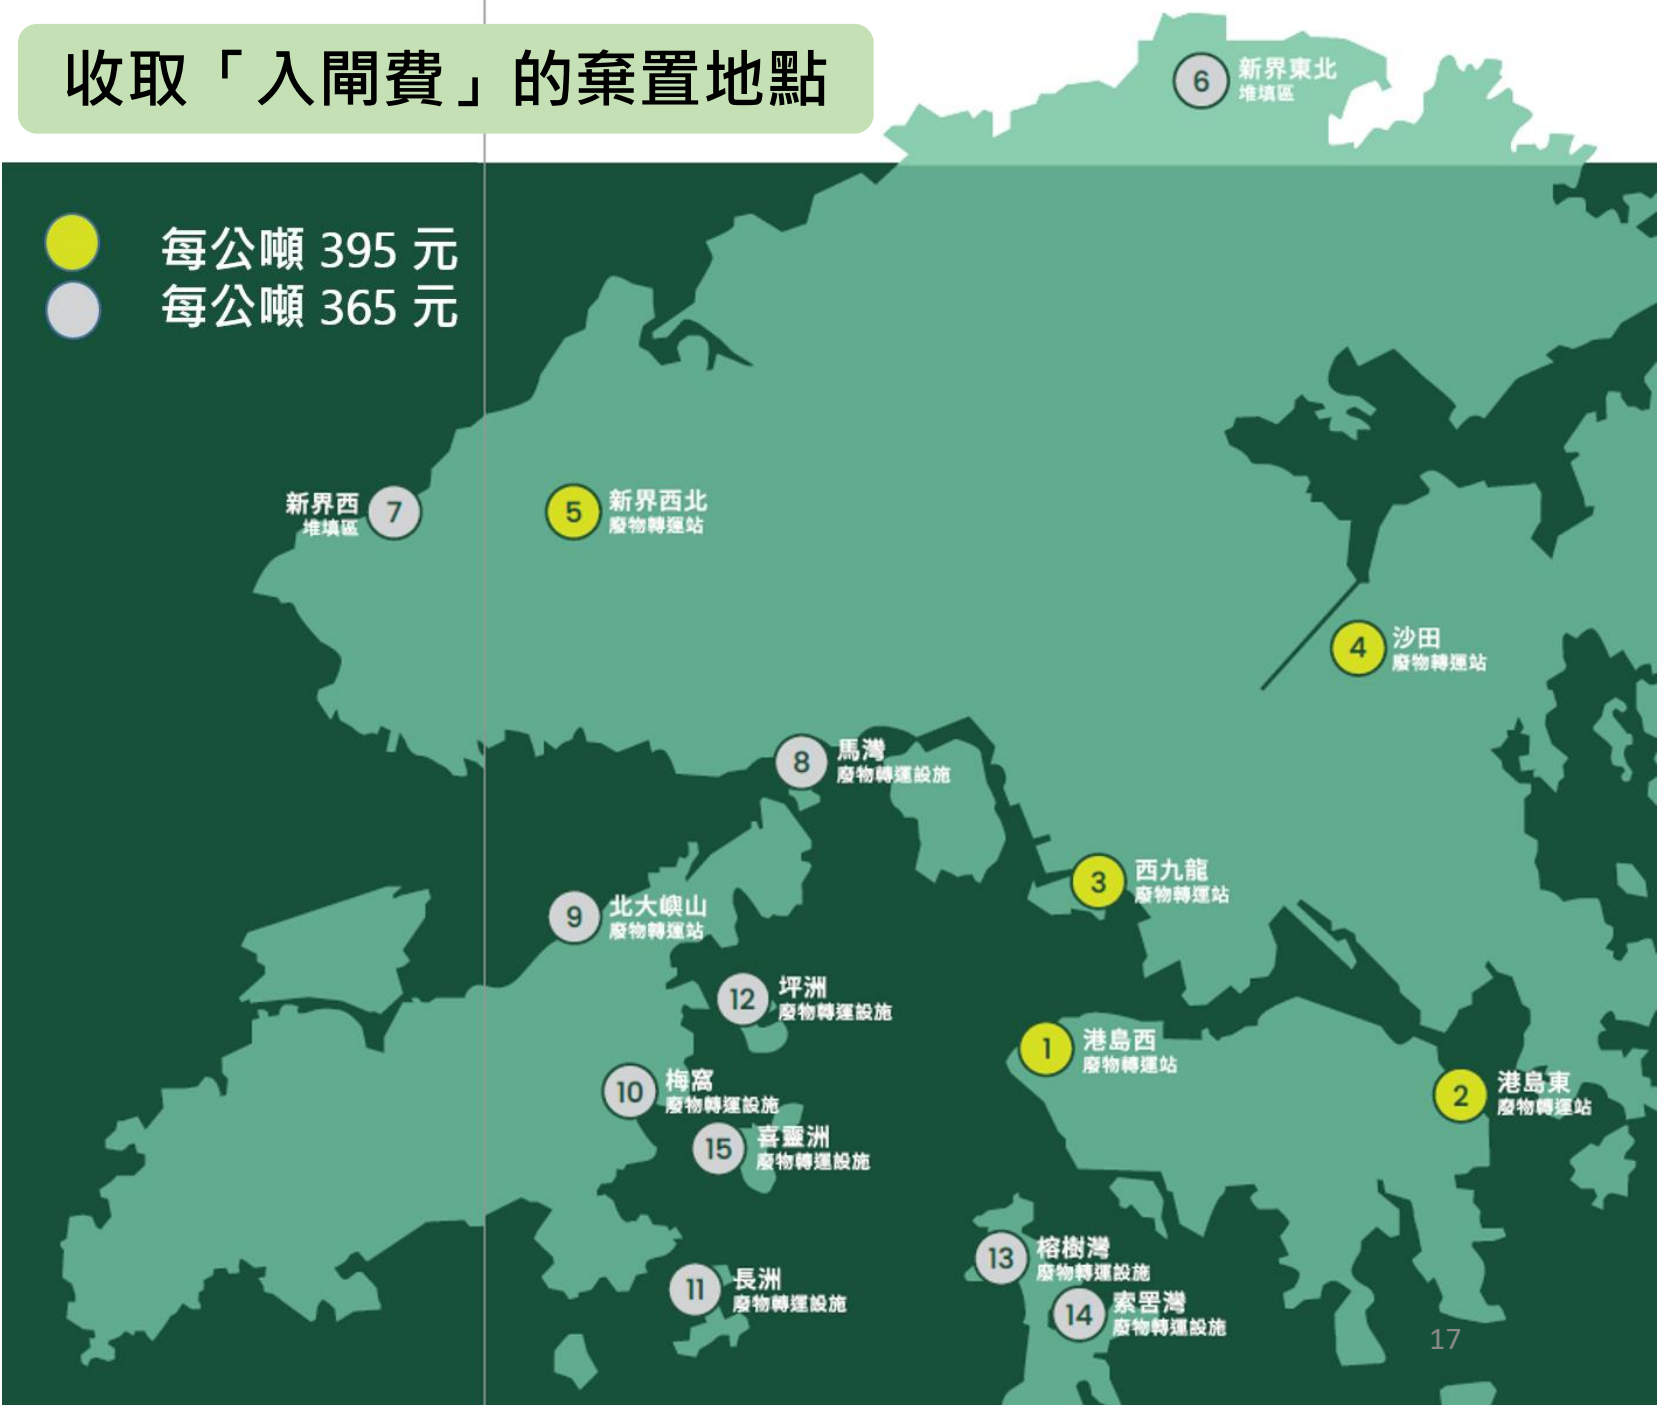 收取「入閘費」的棄置地點
每公噸 395 元
每公噸 365 元
6
新界東北
堆填區
新界西
堆填區
7
5
新界西北
廢物轉運站
4
沙田
廢物轉運站
8
馬灣
廢物轉運設施
3
西九龍
廢物轉運站
9
北大嶼山
廢物轉運站
12
坪洲
廢物轉運設施
1
港島西
廢物轉運站
10
梅窩
廢物轉運設施
2
港島東
廢物轉運站
15
喜靈洲
廢物轉運設施
13
榕樹灣
廢物轉運設施
11
長洲
廢物轉運設施
14
索罟灣
廢物轉運設施
17